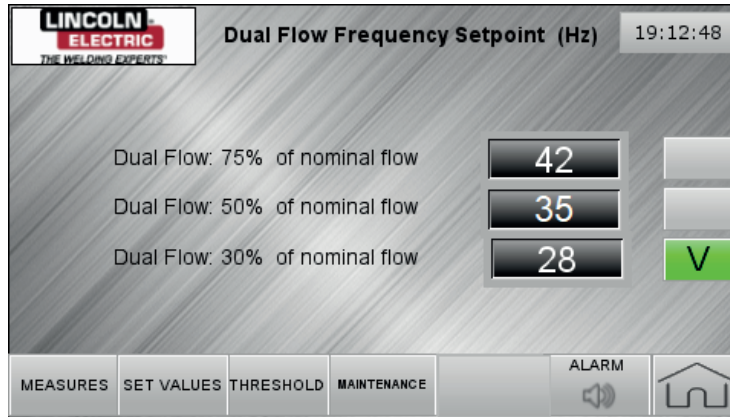 LINCOLN
ELECTRIC
THE WELDING EXPERTS®
Dual Flow Frequency Setpoint (Hz)
19:12:48
Dual Flow: 75% of nominal flow 42
Dual Flow: 50% of nominal flow 35
Dual Flow: 30% of nominal flow 28 V
MEASURES SET VALUES THRESHOLD MAINTENANCE ALARM